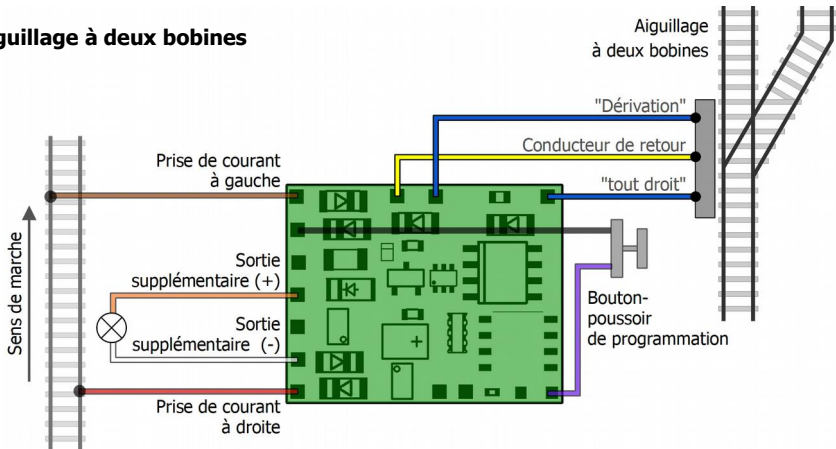 guillage à deux bobines
Aiguillage
à deux bobines
"Dérivation"
Conducteur de retour
"tout droit"
Prise de courant
à gauche
Sens de marche
Sortie
supplémentaire (+)
Sortie
supplémentaire (-)
Prise de courant
à droite
Bouton-
poussoir
de programmation